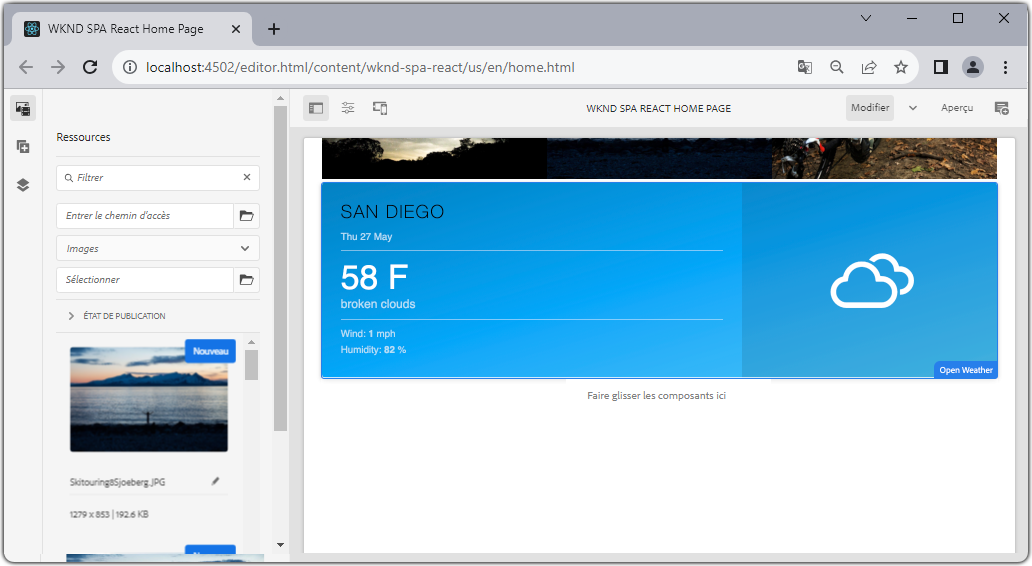 WKND SPA React Home Page
localhost:4502/editor.html/content/wknd-spa-react/us/en/home.html
WKND SPA REACT HOME PAGE
Modifier
Aperçu
Ressources
Filtrer
Entrer le chemin d'accès
Images
Sélectionner
ÉTAT DE PUBLICATION
Nouveau
Skitouring8Sjoeberg.JPG
1279 x 853 | 192.6 KB
Nouveau
SAN DIEGO
Thu 27 May
58 F
broken clouds
Wind: 1 mph
Humidity: 82 %
Open Weather
Faire glisser les composants ici